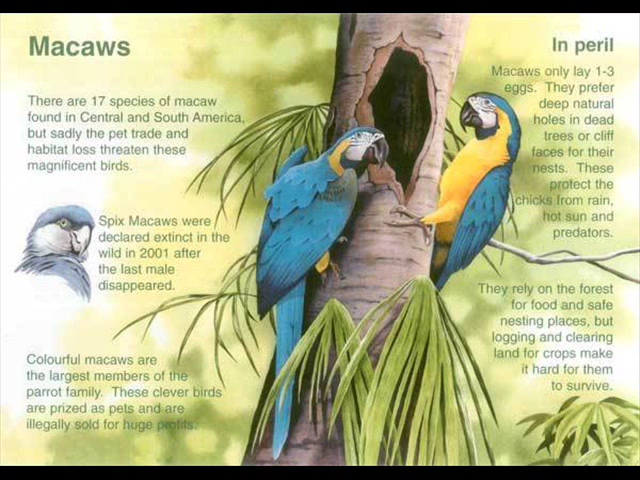 Macaws
There are 17 species of macaw
found in Central and South America,
but sadly the pet trade and
habitat loss threaten these
magnificent birds.
Spix Macaws were
declared extinct in the
wild in 2001 after
the last male
disappeared.
Colourful macaws are
the largest members of the
parrot family. These clever birds
are prized as pets and are
illegally sold for huge profits.
In peril
Macaws only lay 1-3
eggs. They prefer
deep natural
holes in dead
trees or cliff
faces for their
nests. These
protect the
chicks from rain,
hot sun and
predators.
They rely on the forest
for food and safe
nesting places, but
logging and clearing
land for crops make
it hard for them
to survive.